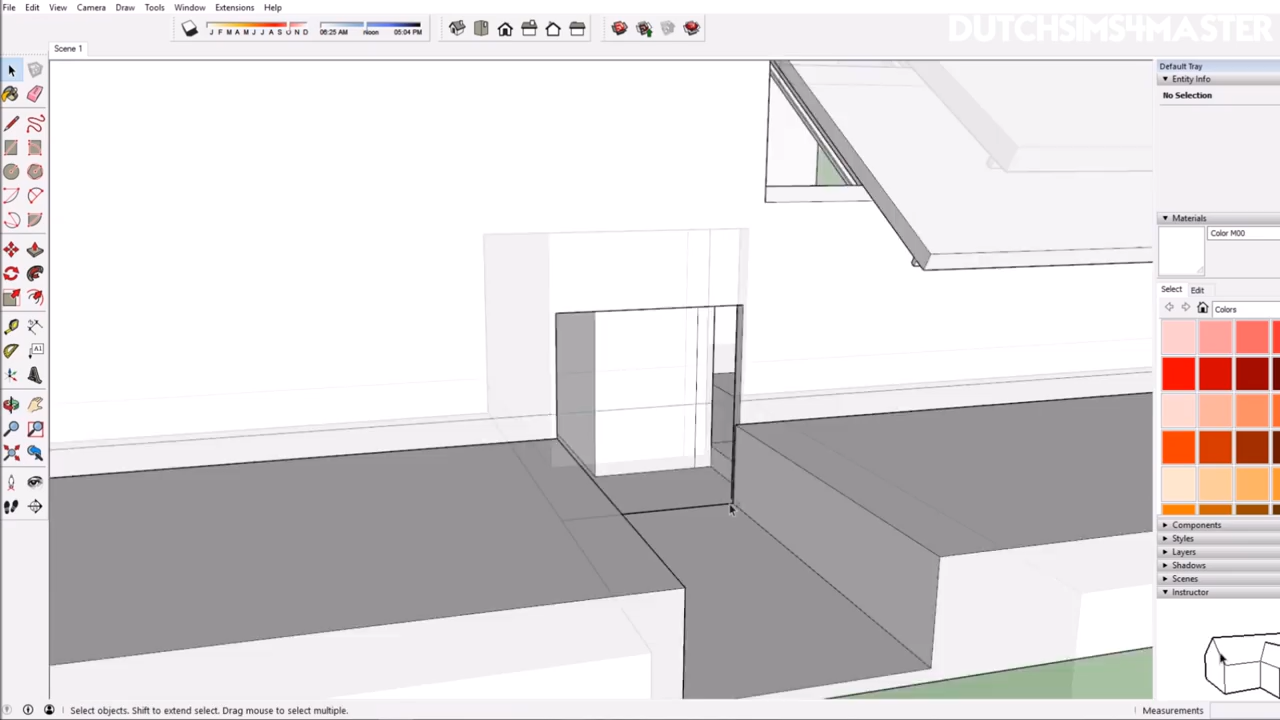 File Edit View Camera Draw Tools Window Extensions Help
J F M A M J J A S O N D
06:25 AM Noon 05:04 PM
DUTCHSIMS4MASTER
Scene 1
Default Tray
Entity Info
No Selection
Materials
Color M00
Select Edit
Colors
Components
Styles
Layers
Shadows
Scenes
Instructor
Select objects. Shift to extend select. Drag mouse to select multiple.
Measurements